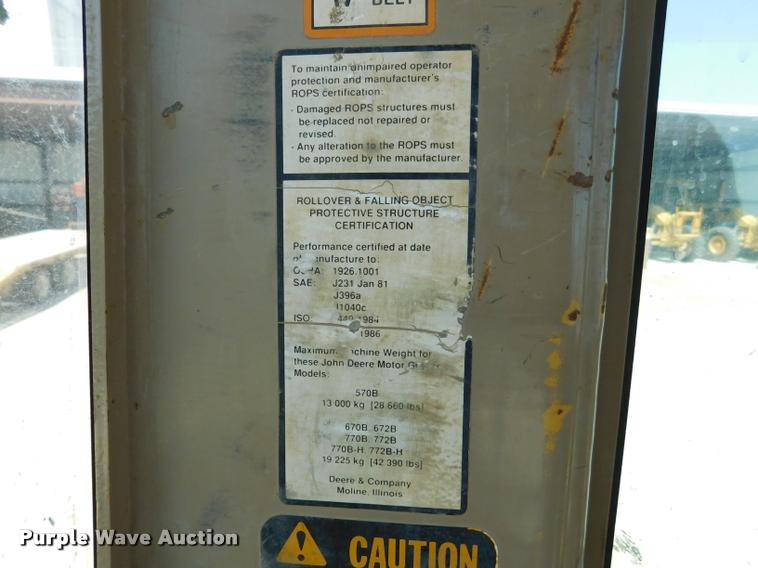 BELT
To maintain unimpaired operator
protection and manufacturer's
ROPS certification:
- Damaged ROPS structures must
be replaced not repaired or
revised.
- Any alteration to the ROPS must
be approved by the manufacturer.
ROLLOVER & FALLING OBJECT
PROTECTIVE STRUCTURE
CERTIFICATION
Performance certified at date
manufacture to:
1926.1001
SAE: J231 Jan 81
J396a
J1040c
ISO 1984
1986
Maximum Weight for
these John Deere Motor
Models:
570B
13 000 kg [28 660 lbs]
670B, 672B
770B, 772B
770B-H, 772B-H
19 225 kg [42 390 lbs]
Deere & Company
Moline, Illinois
CAUTION
Purple Wave Auction